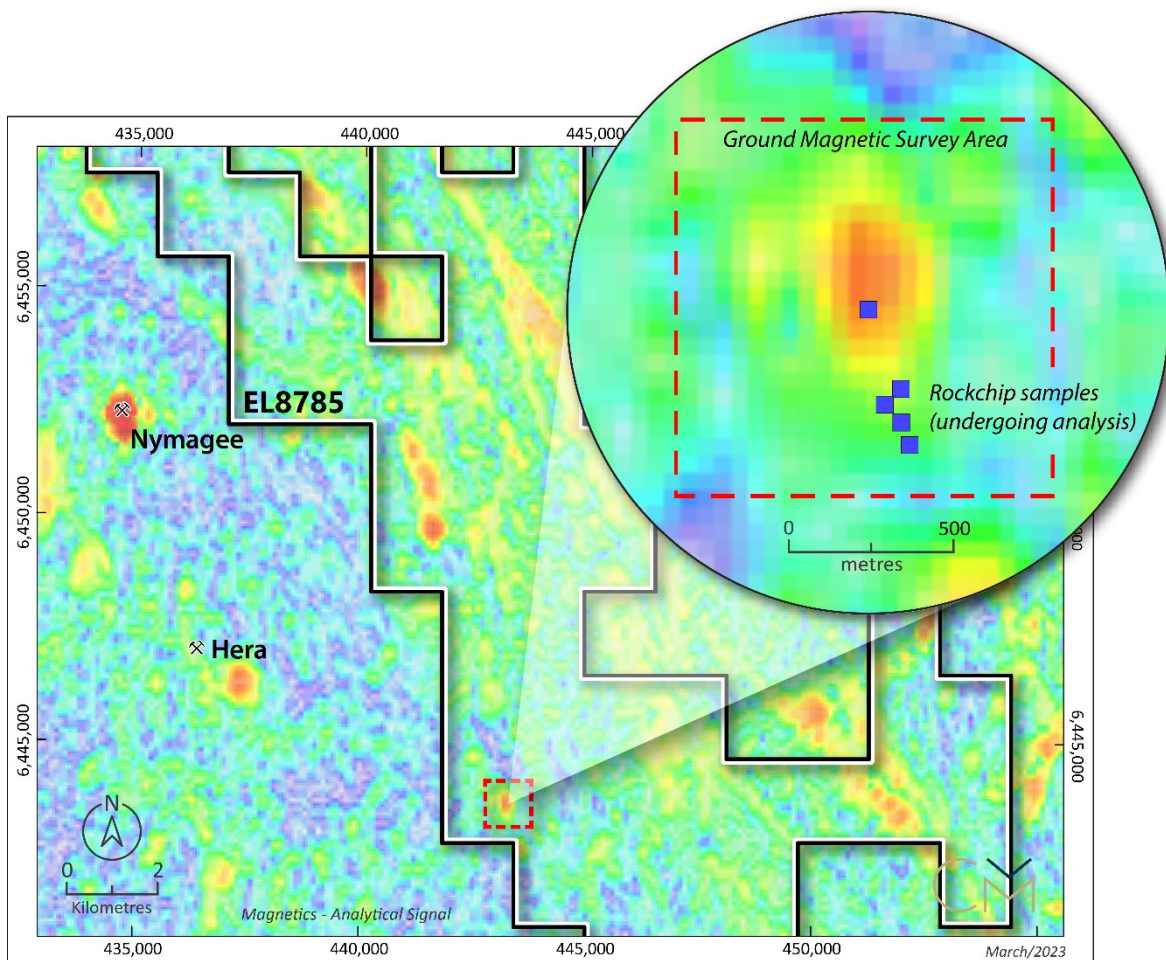 435,000
440,000
445,000
Ground Magnetic Survey Area
6,455,000
Rockchip samples
(undergoing analysis)
EL8785
Nymagee
6,450,000
0 500
metres
Hera
6,445,000
6,445,000
N
0 2
Kilometres
Magnetics - Analytical Signal
CYM
435,000
440,000
445,000
450,000
March/2023